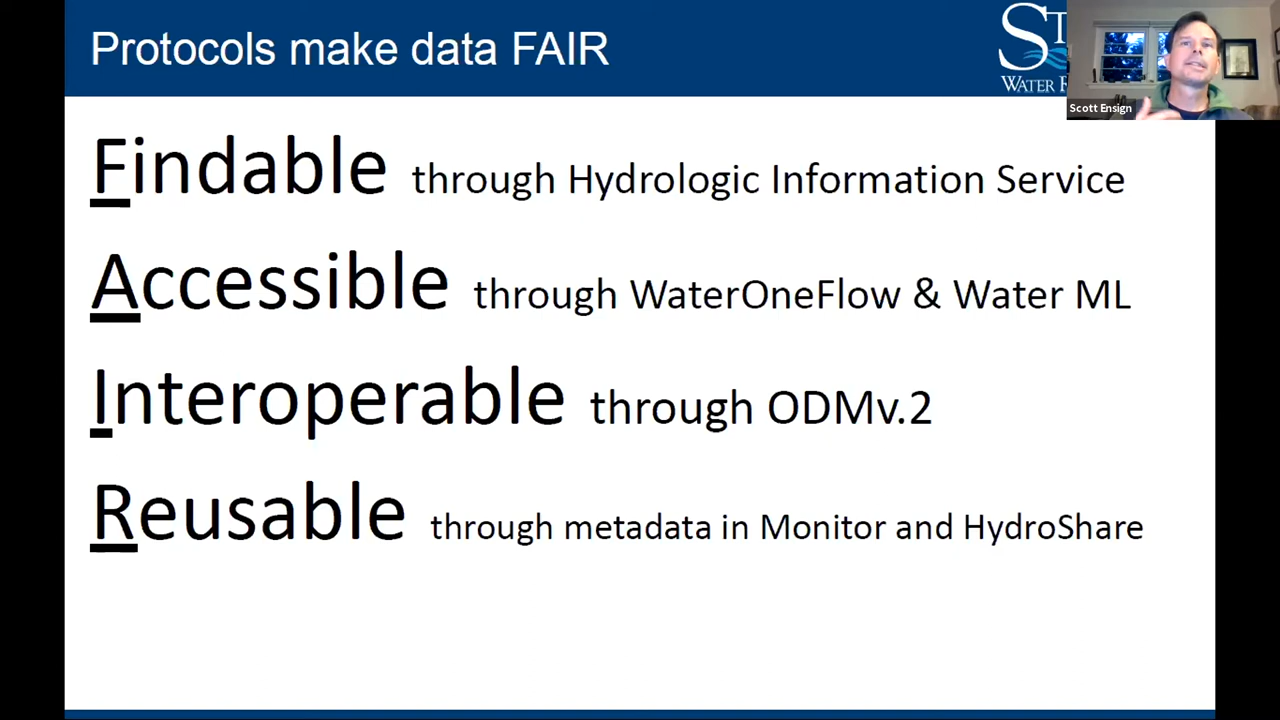 Protocols make data FAIR
Scott Ensign
Findable through Hydrologic Information Service
Accessible through WaterOneFlow & Water ML
Interoperable through ODMv.2
Reusable through metadata in Monitor and HydroShare